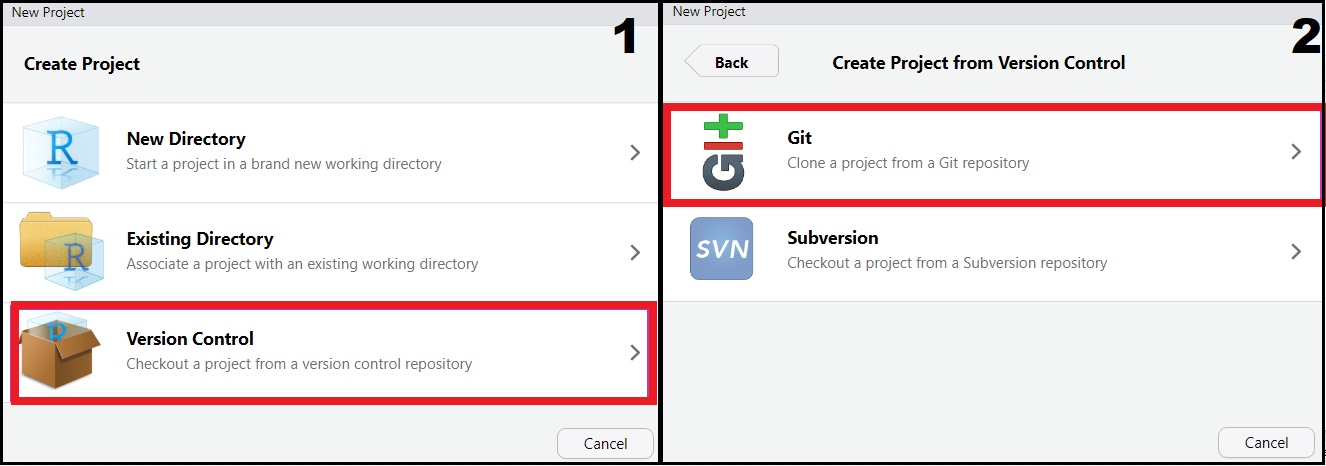 New Project
1
Create Project
R
New Directory
Start a project in a brand new working directory
R
Existing Directory
Associate a project with an existing working directory
R
Version Control
Checkout a project from a version control repository
Cancel
New Project
2
Back
Create Project from Version Control
Git
Git
Clone a project from a Git repository
SVN
Subversion
Checkout a project from a Subversion repository
Cancel